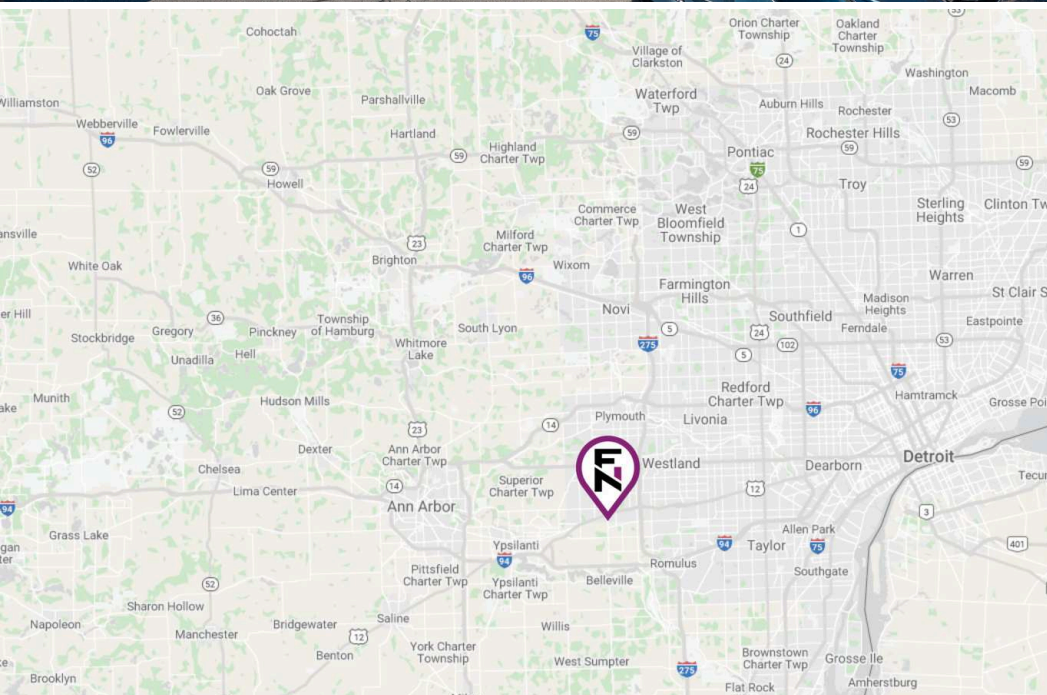 Cohoctah
75
Orion Charter
Township
Oakland
Charter
Township
53
Village of
Clarkston
24
Washington
Oak Grove
Parshallville
Waterford
Twp
Macomb
Williamston
Auburn Hills
Rochester
Webberville
Fowlerville
96
Hartland
59
Rochester Hills
53
Highland
Charter Twp
Pontiac
59
52
59
59
75
59
Howell
24
Troy
Commerce
Charter Twp
West
Bloomfield
Township
Sterling
Heights
Clinton Tw
ansville
23
Milford
Charter Twp
1
White Oak
Brighton
96
Wixom
Warren
Farmington
Hills
Madison
Heights
St Clair S
er Hill
36
Township
of Hamburg
Novi
Southfield
Eastpointe
Stockbridge
Gregory
Pinckney
South Lyon
5
24
Ferndale
53
Unadilla
Hell
Whitmore
Lake
275
5
102
75
Munith
ake
52
Hudson Mills
Redford
Charter Twp
96
Hamtramck
Grosse Poi
23
14
Plymouth
Livonia
Dexter
Ann Arbor
Charter Twp
FN
Westland
Dearborn
Detroit
Chelsea
14
Superior
Charter Twp
12
Tecu
94
Lima Center
Ann Arbor
3
Grass Lake
gan
ter
Ypsilanti
94
Allen Park
94
Taylor
75
401
Pittsfield
Charter Twp
Ypsilanti
Charter Twp
Belleville
Romulus
Southgate
52
Sharon Hollow
Napoleon
Manchester
Bridgewater
12
Saline
Willis
Benton
York Charter
Township
West Sumpter
275
Brownstown
Charter Twp
Grosse Ile
Brooklyn
Flat Rock
Amherstburg